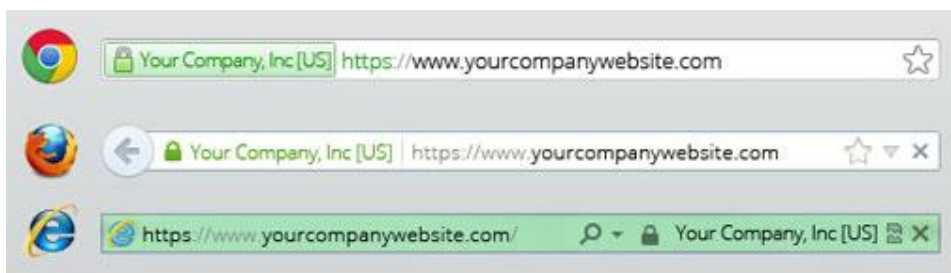 Your Company, Inc [US] https://www.yourcompanywebsite.com
Your Company, Inc [US] https://www.yourcompanywebsite.com
https://www.yourcompanywebsite.com/ Your Company, Inc [US]